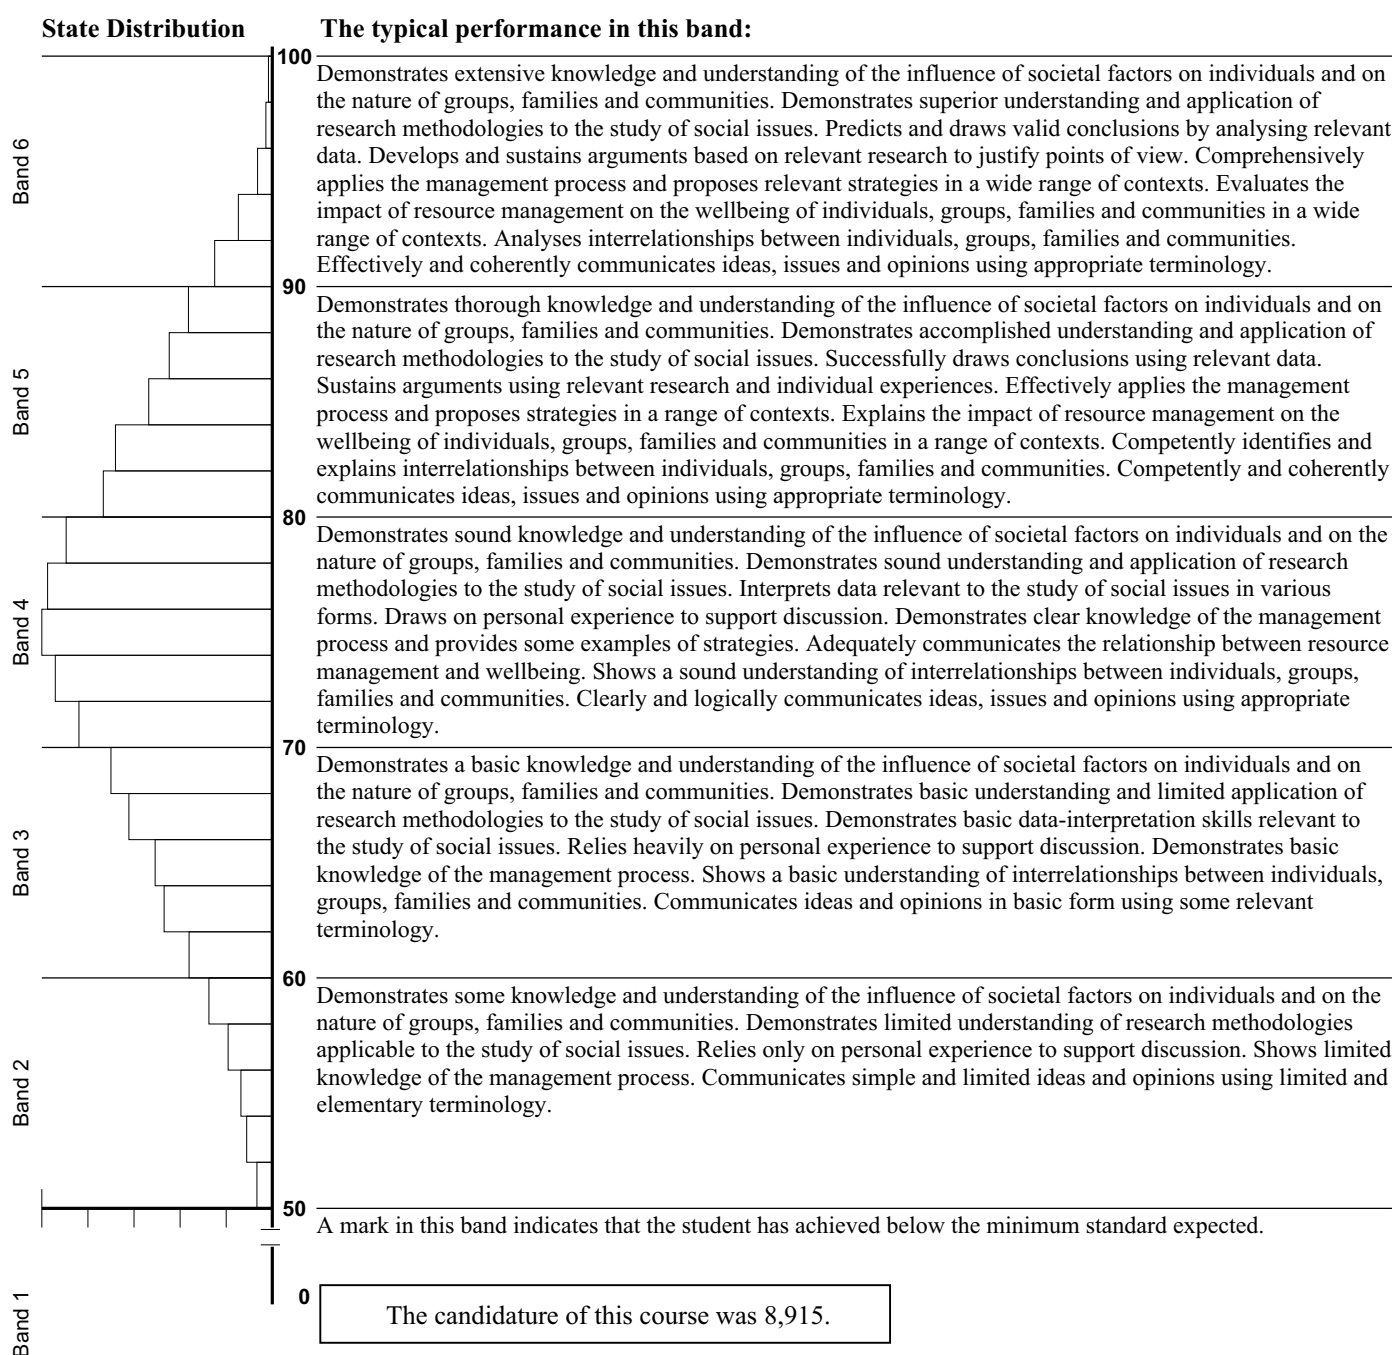 State Distribution
The typical performance in this band:
100
Band 6
Demonstrates extensive knowledge and understanding of the influence of societal factors on individuals and on
the nature of groups, families and communities. Demonstrates superior understanding and application of
research methodologies to the study of social issues. Predicts and draws valid conclusions by analysing relevant
data. Develops and sustains arguments based on relevant research to justify points of view. Comprehensively
applies the management process and proposes relevant strategies in a wide range of contexts. Evaluates the
impact of resource management on the wellbeing of individuals, groups, families and communities in a wide
range of contexts. Analyses interrelationships between individuals, groups, families and communities.
Effectively and coherently communicates ideas, issues and opinions using appropriate terminology.
90
Band 5
Demonstrates thorough knowledge and understanding of the influence of societal factors on individuals and on
the nature of groups, families and communities. Demonstrates accomplished understanding and application of
research methodologies to the study of social issues. Successfully draws conclusions using relevant data.
Sustains arguments using relevant research and individual experiences. Effectively applies the management
process and proposes strategies in a range of contexts. Explains the impact of resource management on the
wellbeing of individuals, groups, families and communities in a range of contexts. Competently identifies and
explains interrelationships between individuals, groups, families and communities. Competently and coherently
communicates ideas, issues and opinions using appropriate terminology.
80
Band 4
Demonstrates sound knowledge and understanding of the influence of societal factors on individuals and on the
nature of groups, families and communities. Demonstrates sound understanding and application of research
methodologies to the study of social issues. Interprets data relevant to the study of social issues in various
forms. Draws on personal experience to support discussion. Demonstrates clear knowledge of the management
process and provides some examples of strategies. Adequately communicates the relationship between resource
management and wellbeing. Shows a sound understanding of interrelationships between individuals, groups,
families and communities. Clearly and logically communicates ideas, issues and opinions using appropriate
terminology.
70
Band 3
Demonstrates a basic knowledge and understanding of the influence of societal factors on individuals and on
the nature of groups, families and communities. Demonstrates basic understanding and limited application of
research methodologies to the study of social issues. Demonstrates basic data-interpretation skills relevant to
the study of social issues. Relies heavily on personal experience to support discussion. Demonstrates basic
knowledge of the management process. Shows a basic understanding of interrelationships between individuals,
groups, families and communities. Communicates ideas and opinions in basic form using some relevant
terminology.
60
Band 2
Demonstrates some knowledge and understanding of the influence of societal factors on individuals and on the
nature of groups, families and communities. Demonstrates limited understanding of research methodologies
applicable to the study of social issues. Relies only on personal experience to support discussion. Shows limited
knowledge of the management process. Communicates simple and limited ideas and opinions using limited and
elementary terminology.
50
A mark in this band indicates that the student has achieved below the minimum standard expected.
0
Band 1
The candidature of this course was 8,915.